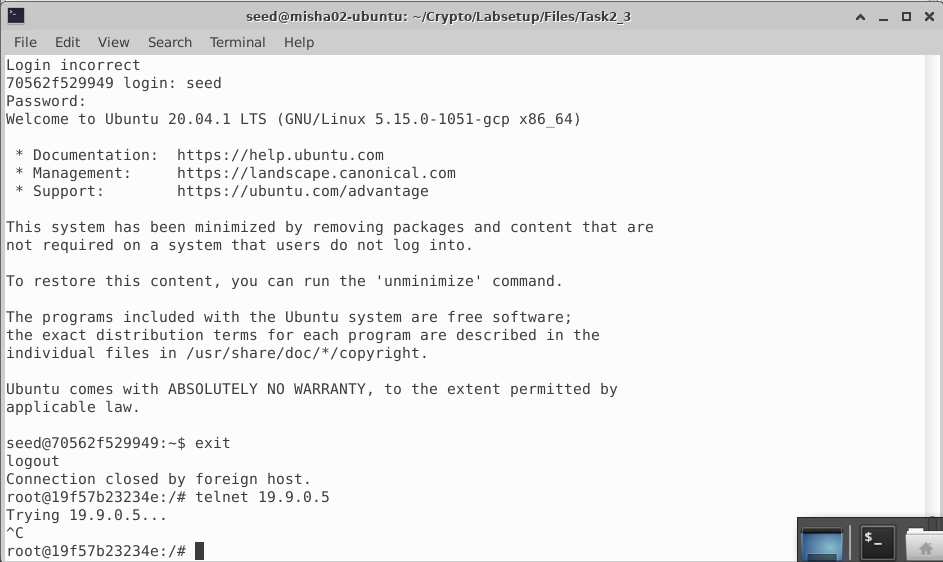 seed@misha02-ubuntu: ~/Crypto/Labsetup/Files/Task2_3
File Edit View Search Terminal Help
Login incorrect
70562f529949 login: seed
Password:
Welcome to Ubuntu 20.04.1 LTS (GNU/Linux 5.15.0-1051-gcp x86_64)
 * Documentation:  https://help.ubuntu.com
 * Management:     https://landscape.canonical.com
 * Support:        https://ubuntu.com/advantage
This system has been minimized by removing packages and content that are
not required on a system that users do not log into.
To restore this content, you can run the 'unminimize' command.
The programs included with the Ubuntu system are free software;
the exact distribution terms for each program are described in the
individual files in /usr/share/doc/*/copyright.
Ubuntu comes with ABSOLUTELY NO WARRANTY, to the extent permitted by
applicable law.
seed@70562f529949:~$ exit
logout
Connection closed by foreign host.
root@19f57b23234e:/# telnet 19.9.0.5
Trying 19.9.0.5...
^C
root@19f57b23234e:/#
$_